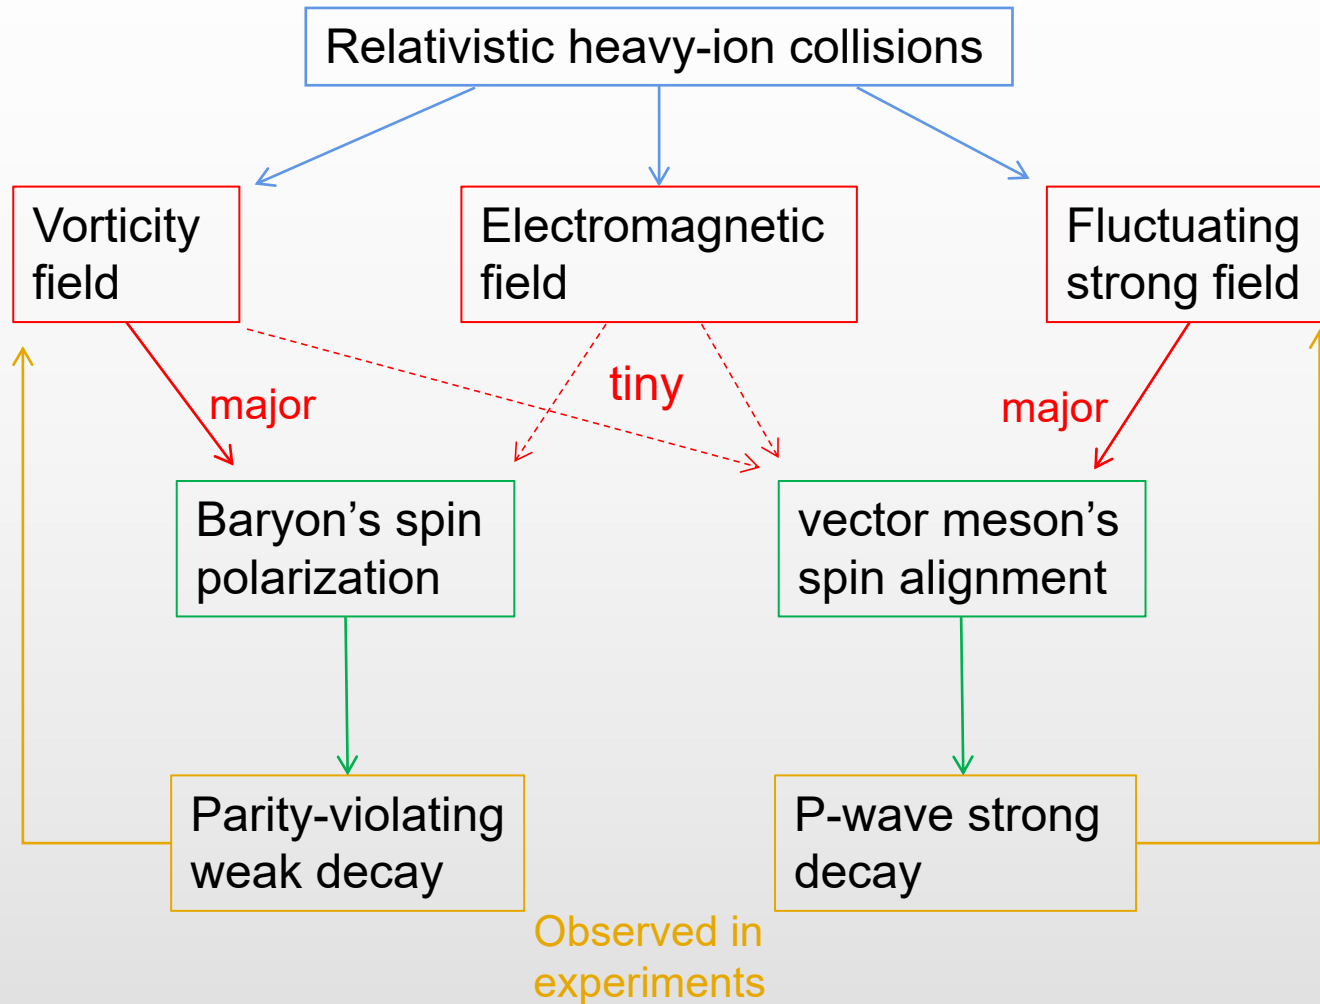 Relativistic heavy-ion collisions
Vorticity
field
Electromagnetic
field
Fluctuating
strong field
major
tiny
major
Baryon’s spin
polarization
vector meson’s
spin alignment
Parity-violating
weak decay
P-wave strong
decay
Observed in
experiments